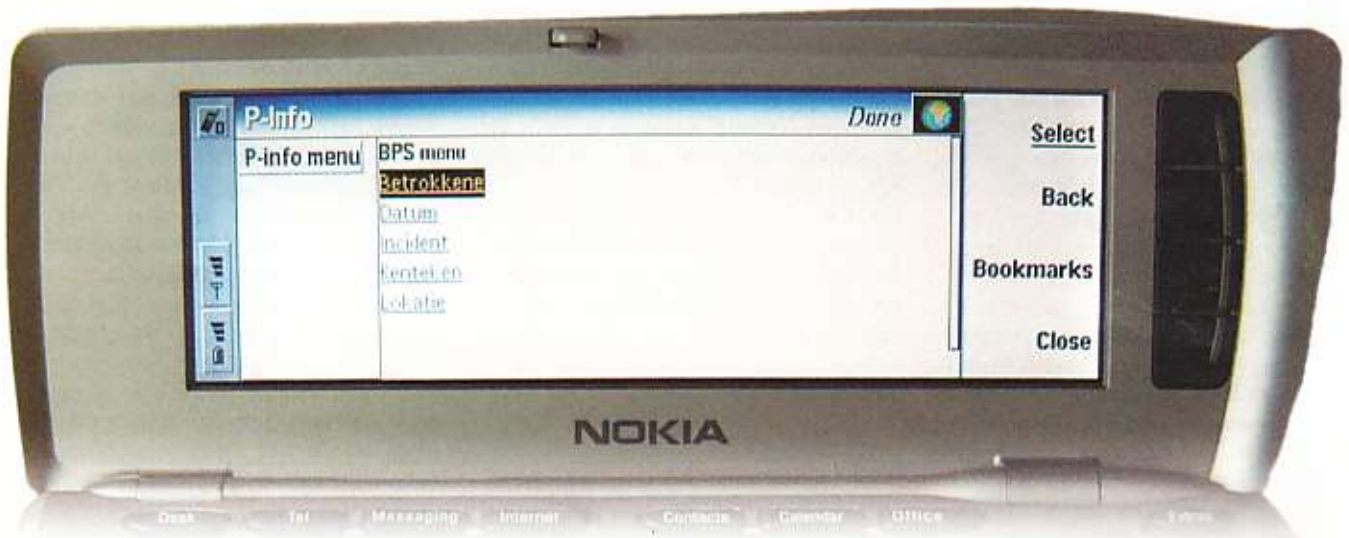 P-Info
Done
P-info menu
BPS menu
Betrokkene
Datum
Incident
Kenteken
Lokatie
Select
Back
Bookmarks
Close
NOKIA
Desk
Tel
Messaging
Internet
Contacts
Calendar
Office
Extras